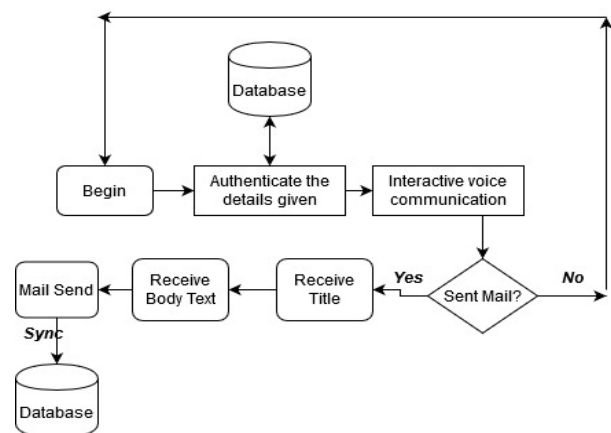 Database
Begin
Authenticate the
details given
Interactive voice
communication
Sent Mail?
Yes
No
Receive
Title
Receive
Body Text
Mail Send
Sync
Database